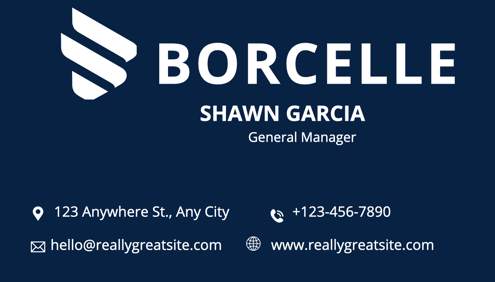 BORCELLE
SHAWN GARCIA
General Manager
123 Anywhere St., Any City
+123-456-7890
hello@reallygreatsite.com
www.reallygreatsite.com